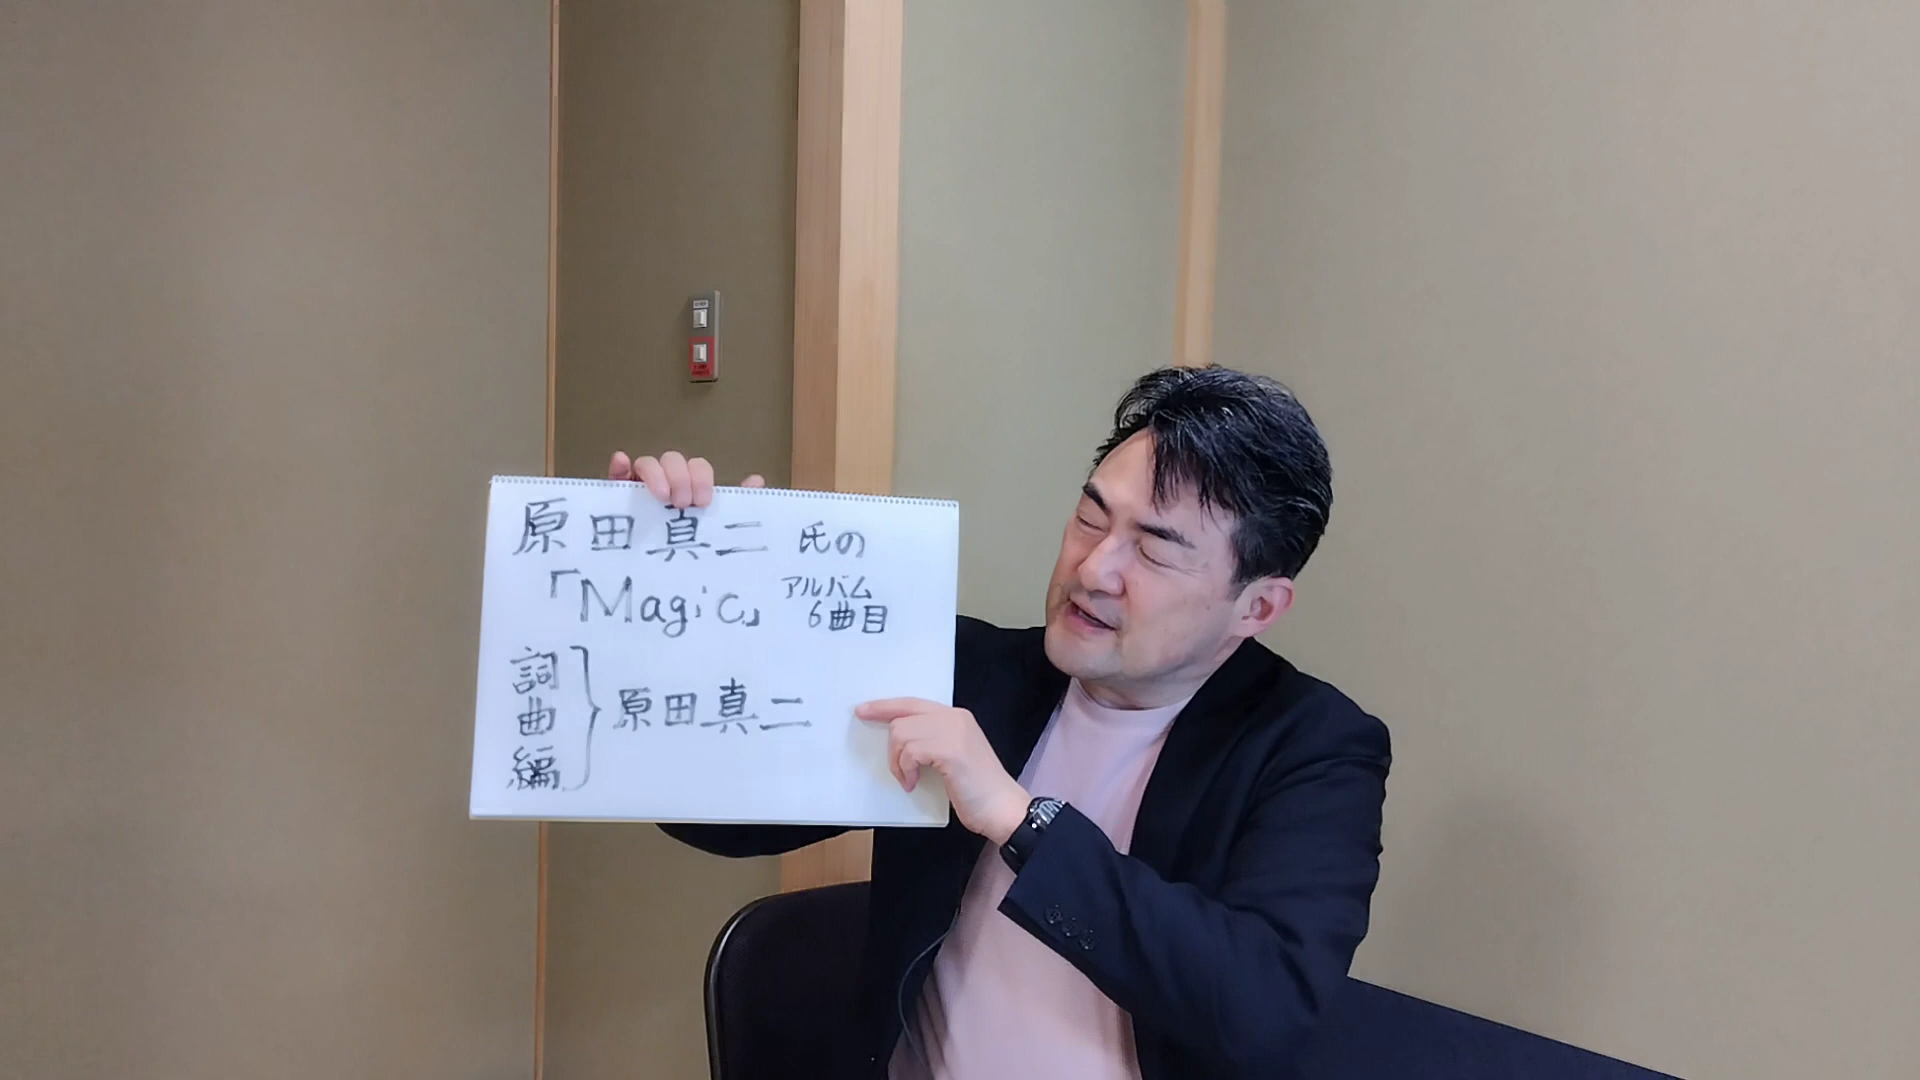 原田真二氏の
「Magic」アルバム
6曲目
詞
曲
編
原田真二